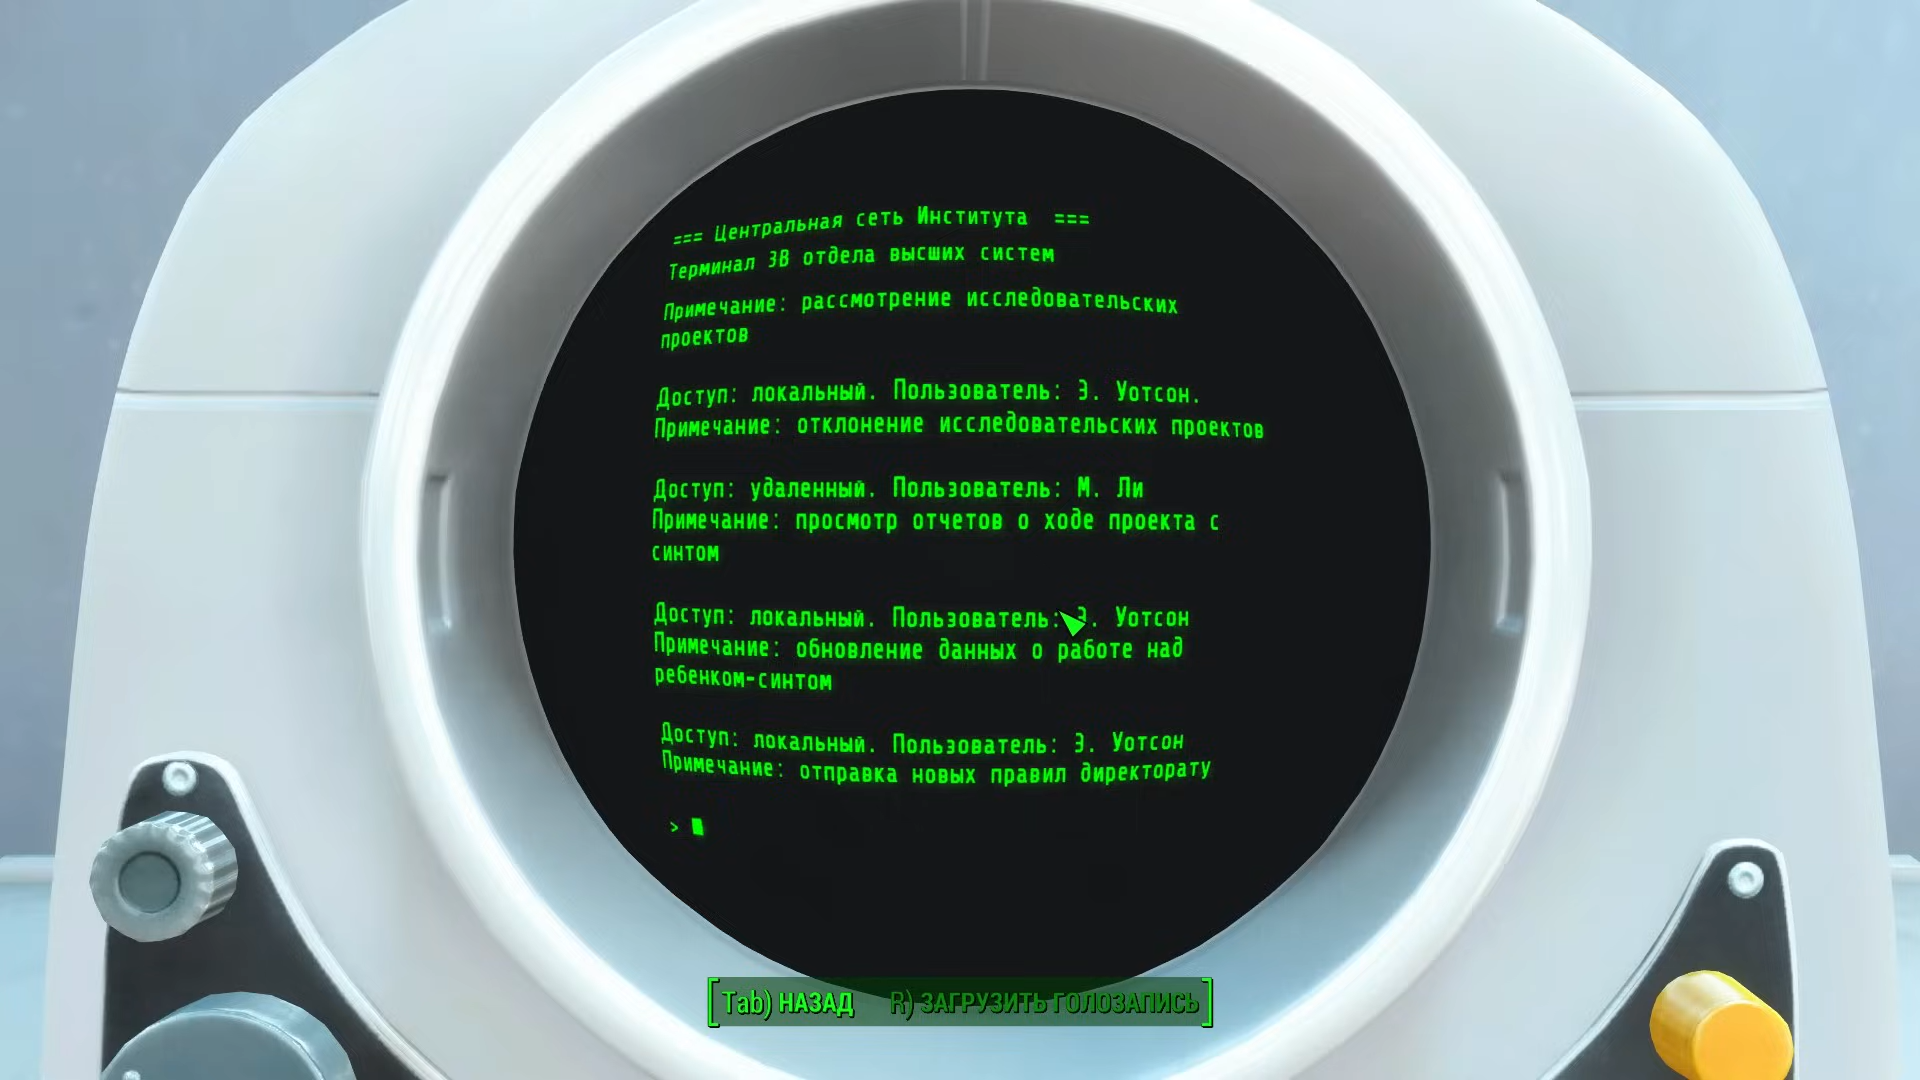 === Центральная сеть Института ===
Терминал 3В отдела высших систем
Примечание: рассмотрение исследовательских
проектов
Доступ: локальный. Пользователь: Э. Уотсон.
Примечание: отклонение исследовательских проектов
Доступ: удаленный. Пользователь: М. Ли
Примечание: просмотр отчетов о ходе проекта с
синтом
Доступ: локальный. Пользователь: Э. Уотсон
Примечание: обновление данных о работе над
ребенком-синтом
Доступ: локальный. Пользователь: Э. Уотсон
Примечание: отправка новых правил директорату
>
Tab) НАЗАД R) ЗАГРУЗИТЬ ГОЛОЗАПИСЬ